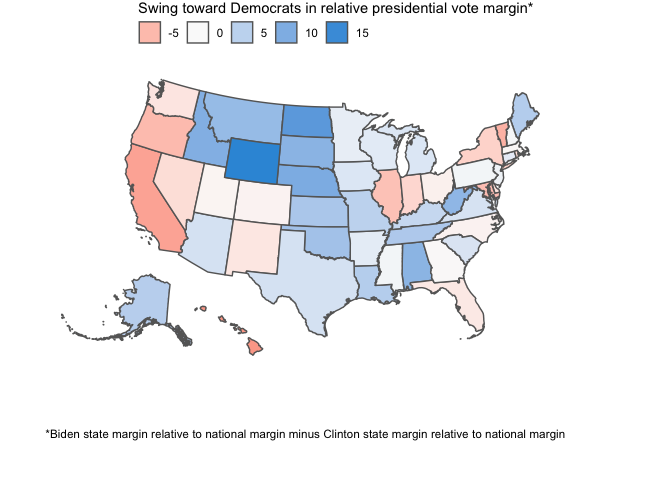 Swing toward Democrats in relative presidential vote margin*
-5 0 5 10 15
*Biden state margin relative to national margin minus Clinton state margin relative to national margin